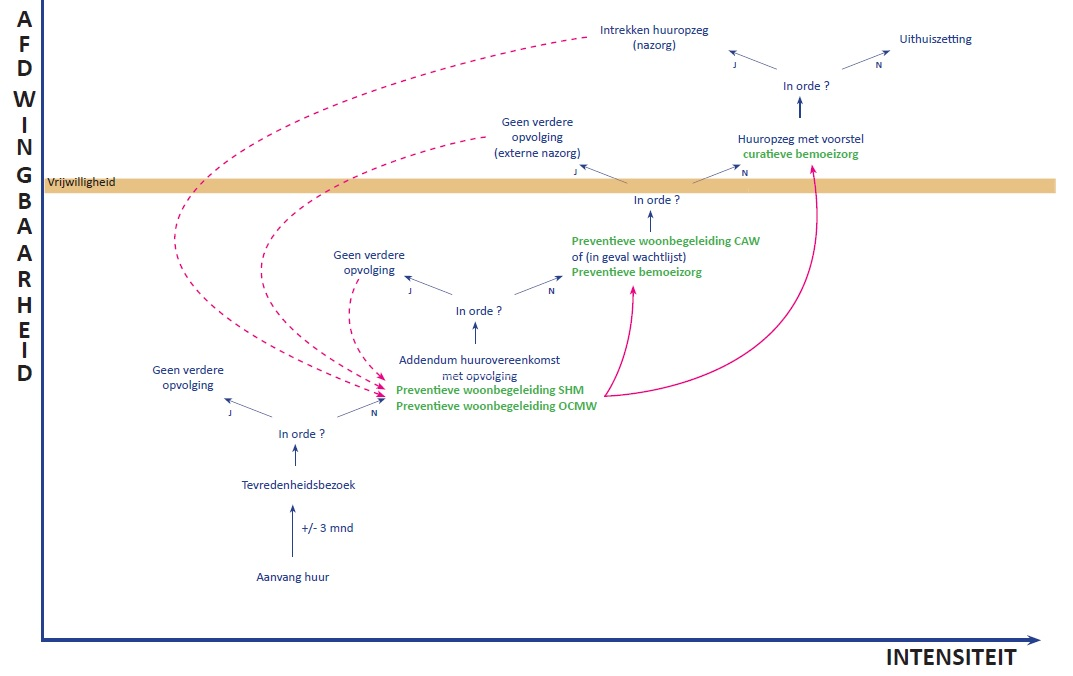 AFDWINGBAARHEID
Intrekken huuropzeg
(nazorg)
Uithuiszetting
J
N
In orde ?
Geen verdere
opvolging
(externe nazorg)
Huuropzeg met voorstel
curatieve bemoeizorg
J
N
Vrijwilligheid
In orde ?
Preventieve woonbegeleiding CAW
of (in geval wachtlijst)
Preventieve bemoeizorg
Geen verdere
opvolging
J
N
In orde ?
Addendum huurovereenkomst
met opvolging
Preventieve woonbegeleiding SHM
Preventieve woonbegeleiding OCMW
Geen verdere
opvolging
J
N
In orde ?
Tevredenheidsbezoek
+/- 3 mnd
Aanvang huur
INTENSITEIT